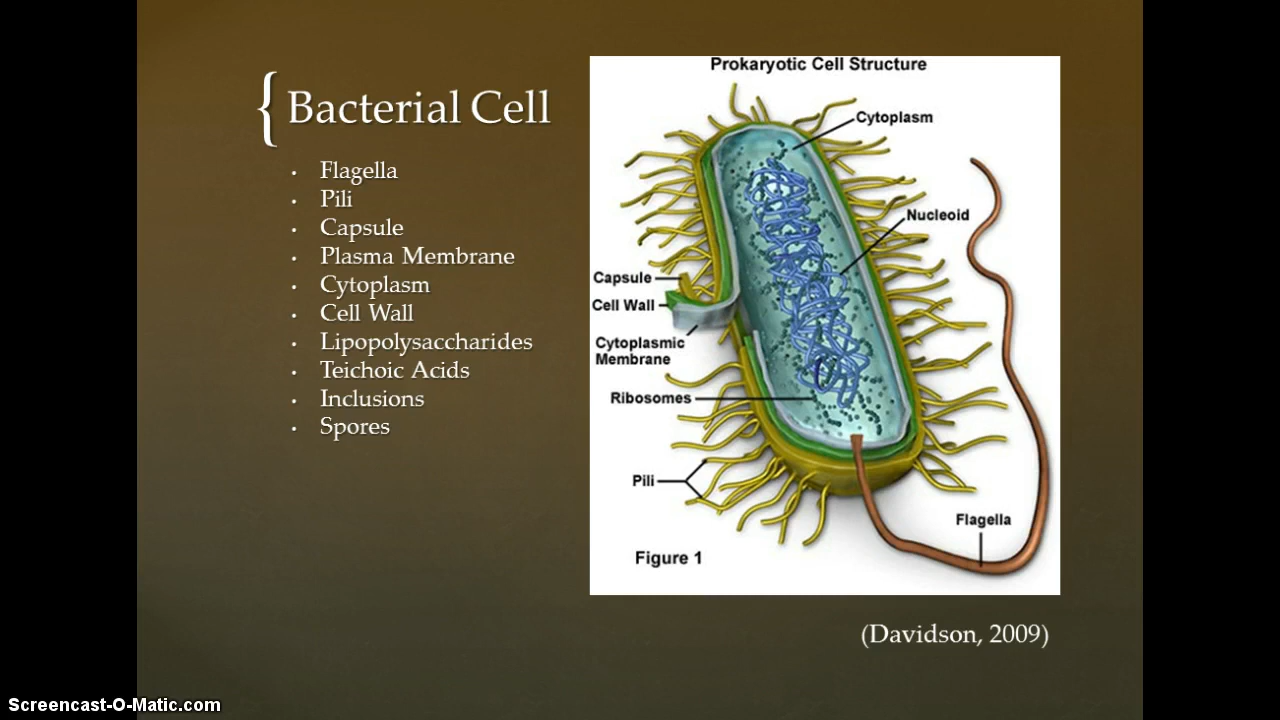 { Bacterial Cell
• Flagella
• Pili
• Capsule
• Plasma Membrane
• Cytoplasm
• Cell Wall
• Lipopolysaccharides
• Teichoic Acids
• Inclusions
• Spores
Prokaryotic Cell Structure
Cytoplasm
Nucleoid
Capsule
Cell Wall
Cytoplasmic
Membrane
Ribosomes
Pili
Flagella
Figure 1
(Davidson, 2009)
Screencast-O-Matic.com